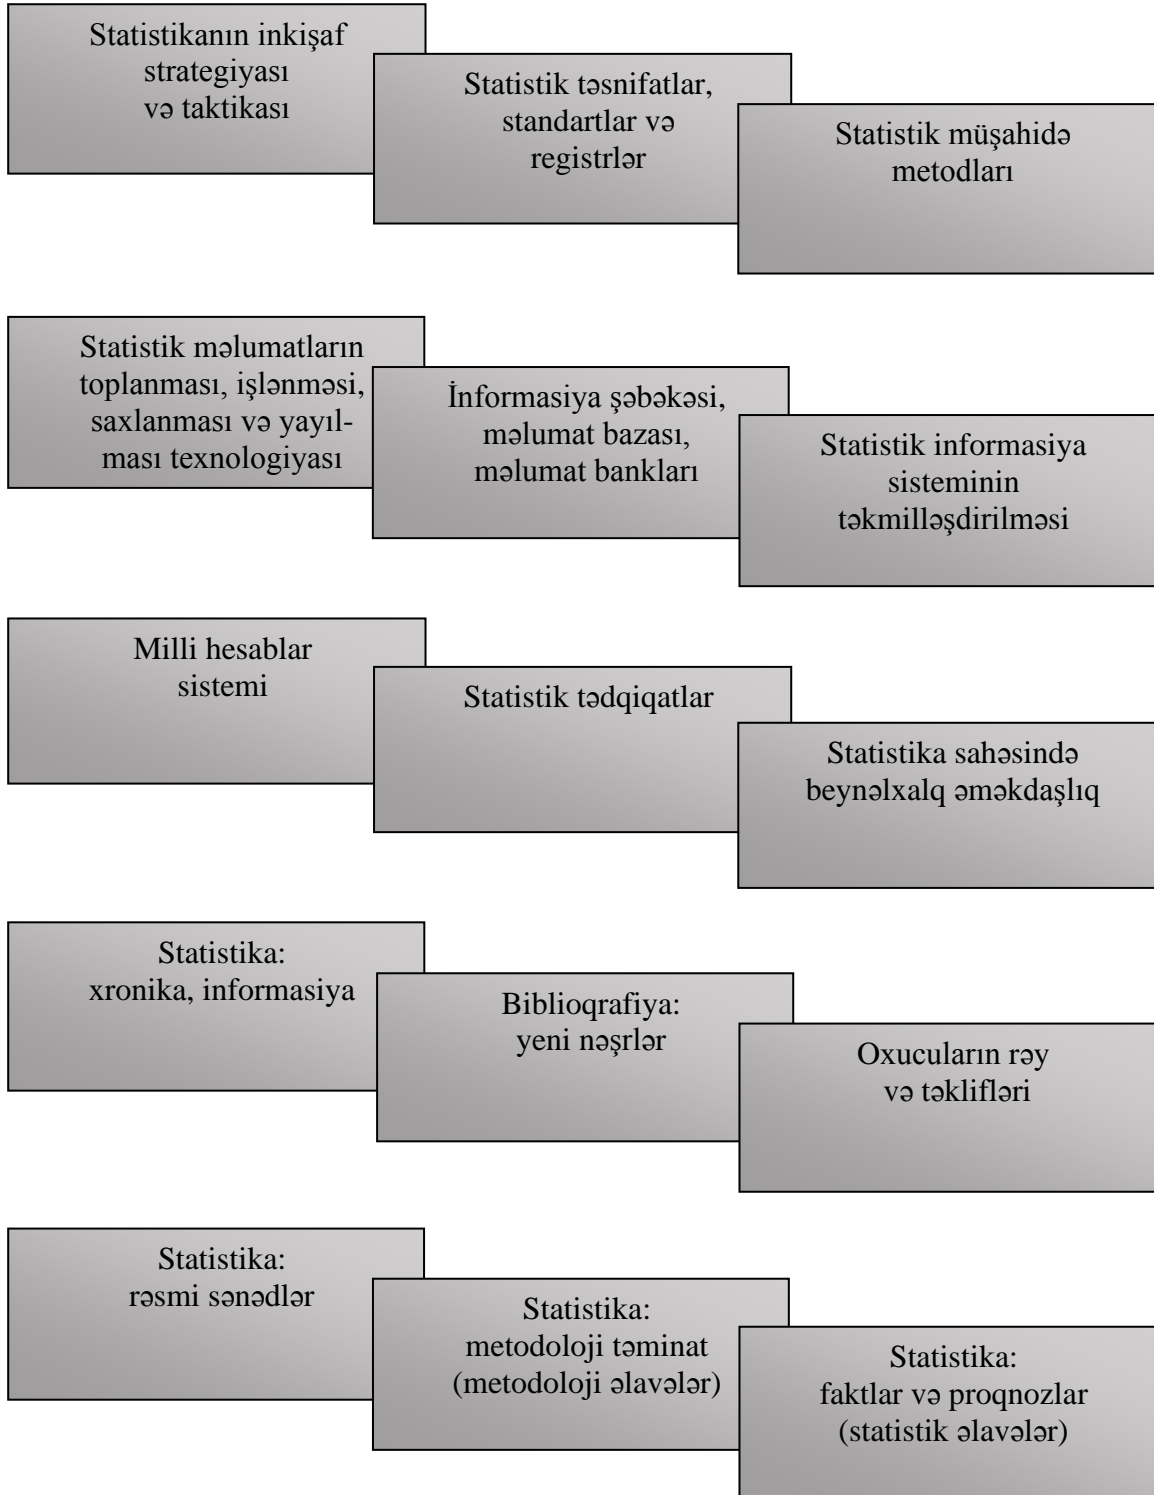 Statistikanın inkişaf
strategiyası
və taktikası
Statistik təsnifatlar,
standartlar və
registrlər
Statistik müşahidə
metodları
Statistik məlumatların
toplanması, işlənməsi,
saxlanması və yayıl-
ması texnologiyası
İnformasiya şəbəkəsi,
məlumat bazası,
məlumat bankları
Statistik informasiya
sisteminin
təkmilləşdirilməsi
Milli hesablar
sistemi
Statistik tədqiqatlar
Statistika sahəsində
beynəlxalq əməkdaşlıq
Statistika:
xronika, informasiya
Biblioqrafiya:
yeni nəşrlər
Oxucuların rəy
və təklifləri
Statistika:
rəsmi sənədlər
Statistika:
metodoloji təminat
(metodoloji əlavələr)
Statistika:
faktlar və proqnozlar
(statistik əlavələr)